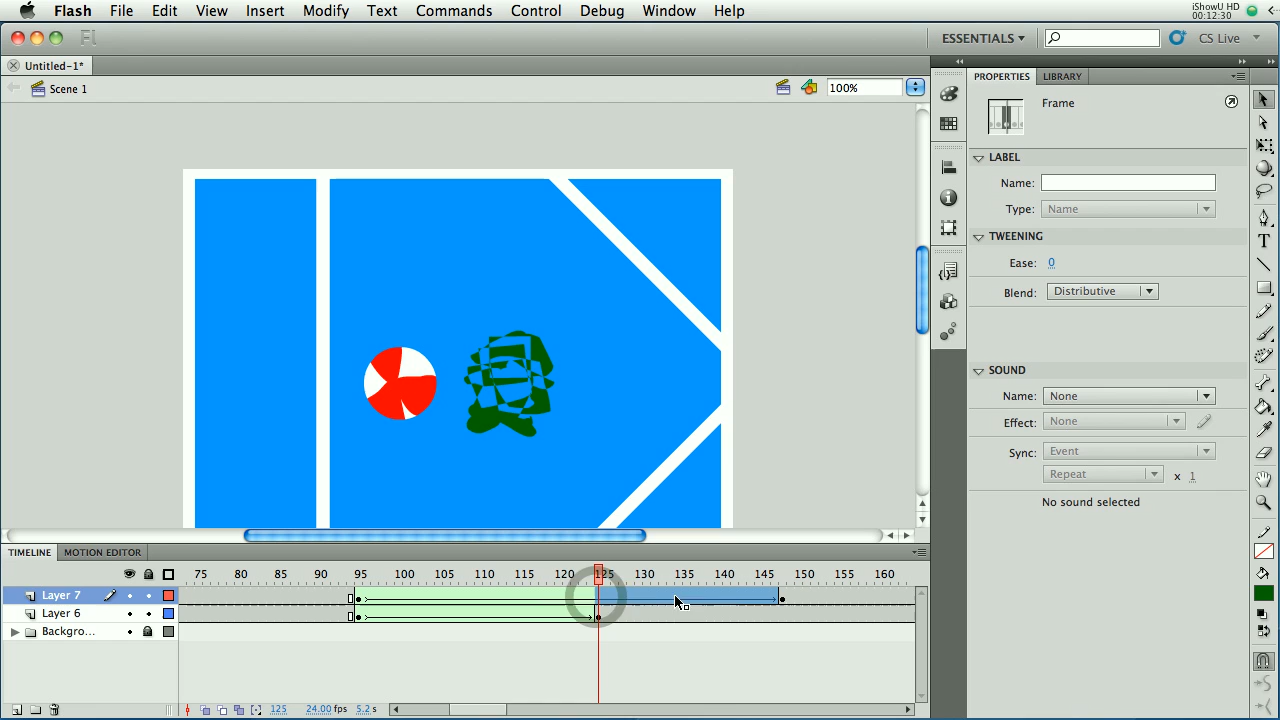 Flash File Edit View Insert Modify Text Commands Control Debug Window Help iShowU HD
00:12:30
Fl ESSENTIALS CS Live
Untitled-1*
Scene 1 100%
PROPERTIES LIBRARY
Frame
LABEL
Name:
Type: Name
TWEENING
Ease: 0
Blend: Distributive
SOUND
Name: None
Effect: None
Sync: Event
Repeat x 1
No sound selected
TIMELINE MOTION EDITOR
75 80 85 90 95 100 105 110 115 120 125 130 135 140 145 150 155 160
Layer 7
Layer 6
Backgro...
125 24.00 fps 5.2 s